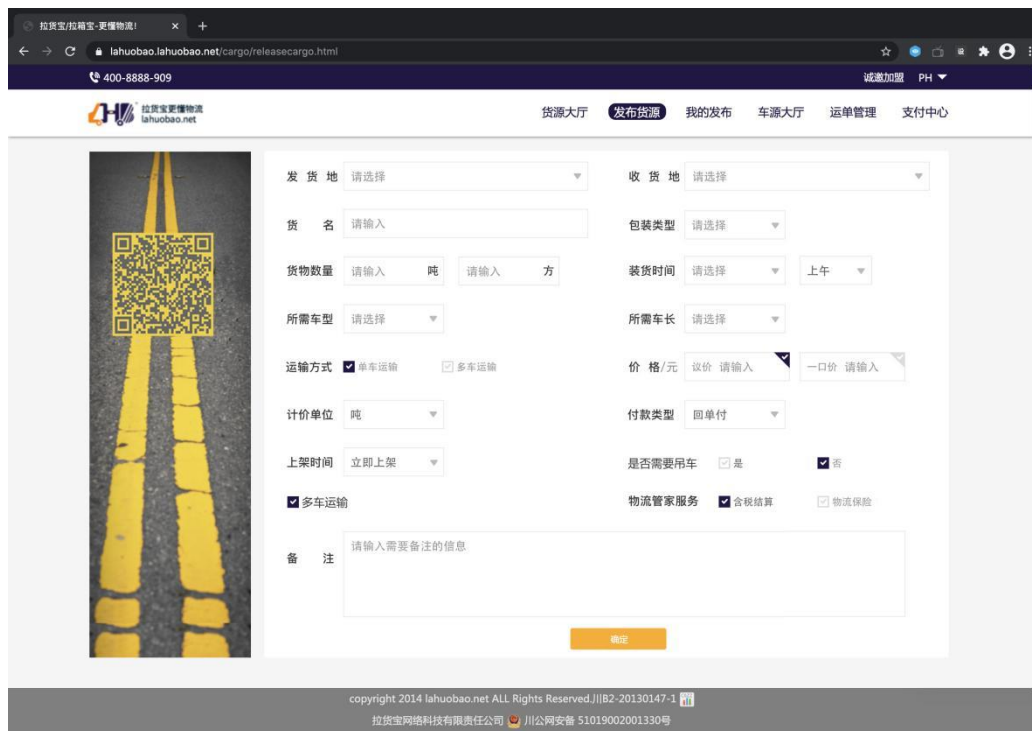 拉货宝/拉箱宝-更懂物流!
lahuobao.lahuobao.net/cargo/releasecargo.html
400-8888-909 诚邀加盟 PH
拉货宝更懂物流
lahuobao.net
货源大厅 发布货源 我的发布 车源大厅 运单管理 支付中心
发 货 地 请选择 收 货 地 请选择
货 名 请输入 包装类型 请选择
货物数量 请输入 吨 请输入 方 装货时间 请选择 上午
所需车型 请选择 所需车长 请选择
运输方式 单车运输 多车运输 价 格/元 议价 请输入 一口价 请输入
计价单位 吨 付款类型 回单付
上架时间 立即上架 是否需要吊车 是 否
多车运输 物流管家服务 含税结算 物流保险
备 注 请输入需要备注的信息
确定
copyright 2014 lahuobao.net ALL Rights Reserved.川B2-20130147-1
拉货宝网络科技有限责任公司 川公网安备 51019002001330号